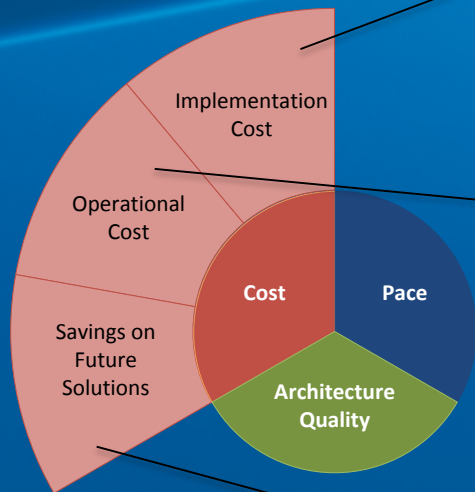 Implementation
Cost
Operational
Cost
Savings on
Future
Solutions
Cost
Pace
Architecture
Quality